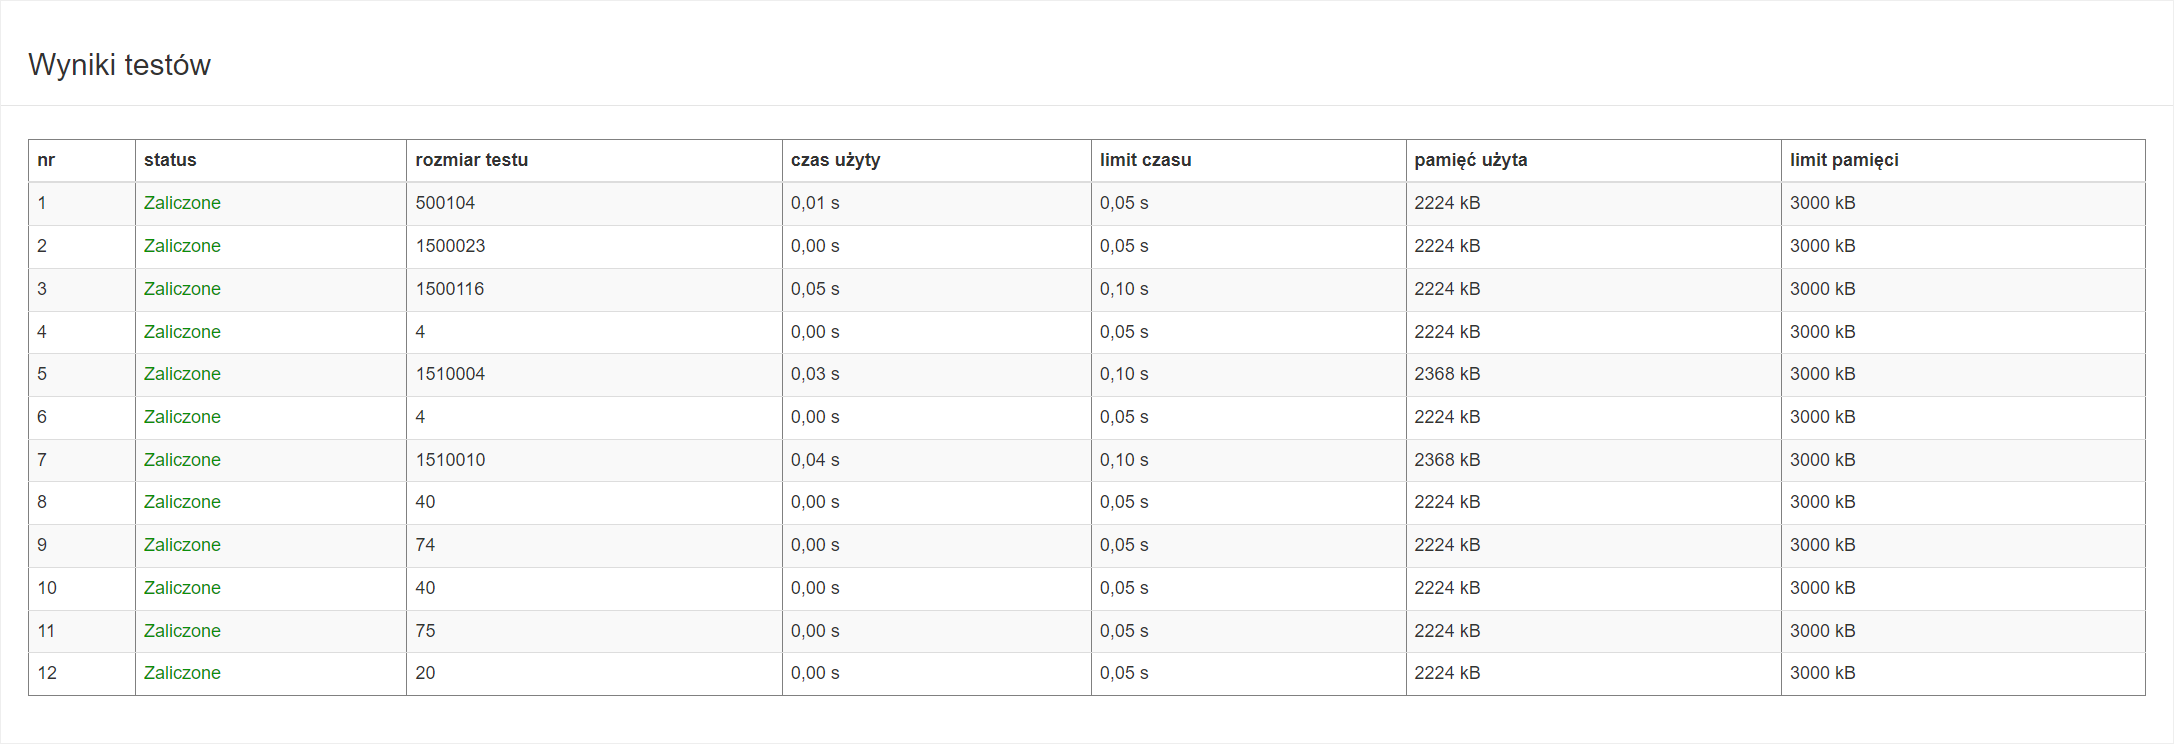 Wyniki testów
nr status rozmiar testu czas użyty limit czasu pamięć użyta limit pamięci
1 Zaliczone 500104 0,01 s 0,05 s 2224 kB 3000 kB
2 Zaliczone 1500023 0,00 s 0,05 s 2224 kB 3000 kB
3 Zaliczone 1500116 0,05 s 0,10 s 2224 kB 3000 kB
4 Zaliczone 4 0,00 s 0,05 s 2224 kB 3000 kB
5 Zaliczone 1510004 0,03 s 0,10 s 2368 kB 3000 kB
6 Zaliczone 4 0,00 s 0,05 s 2224 kB 3000 kB
7 Zaliczone 1510010 0,04 s 0,10 s 2368 kB 3000 kB
8 Zaliczone 40 0,00 s 0,05 s 2224 kB 3000 kB
9 Zaliczone 74 0,00 s 0,05 s 2224 kB 3000 kB
10 Zaliczone 40 0,00 s 0,05 s 2224 kB 3000 kB
11 Zaliczone 75 0,00 s 0,05 s 2224 kB 3000 kB
12 Zaliczone 20 0,00 s 0,05 s 2224 kB 3000 kB